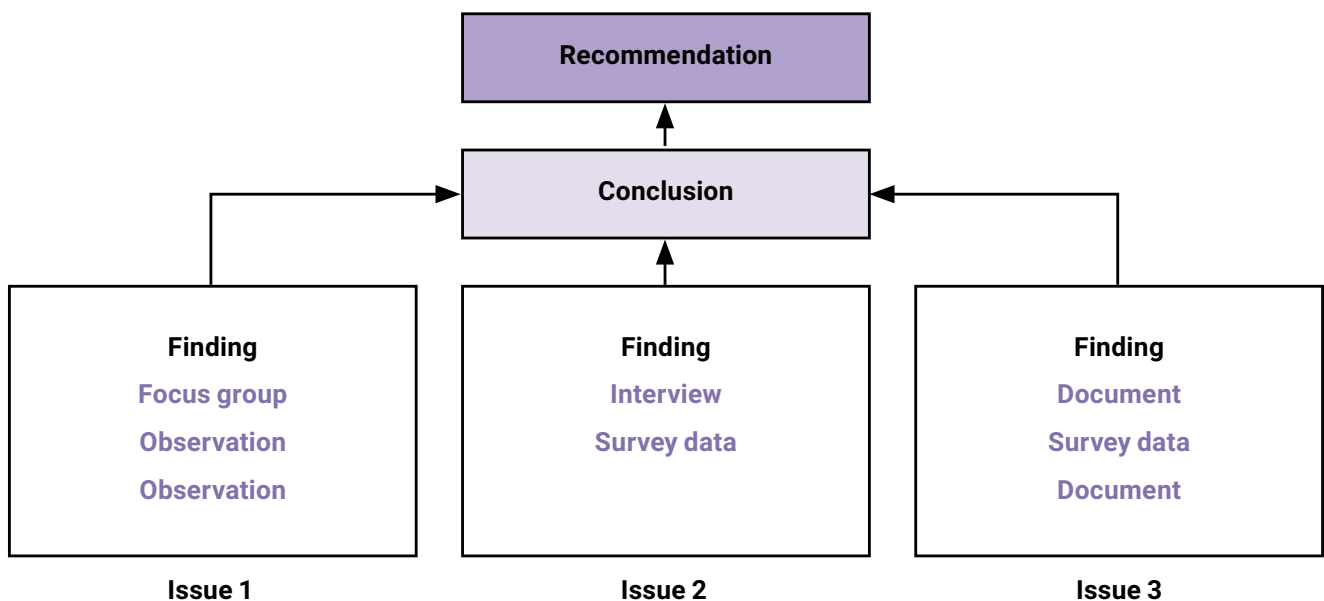 Recommendation
Conclusion
Finding
Focus group
Observation
Observation
Issue 1
Finding
Interview
Survey data
Issue 2
Finding
Document
Survey data
Document
Issue 3